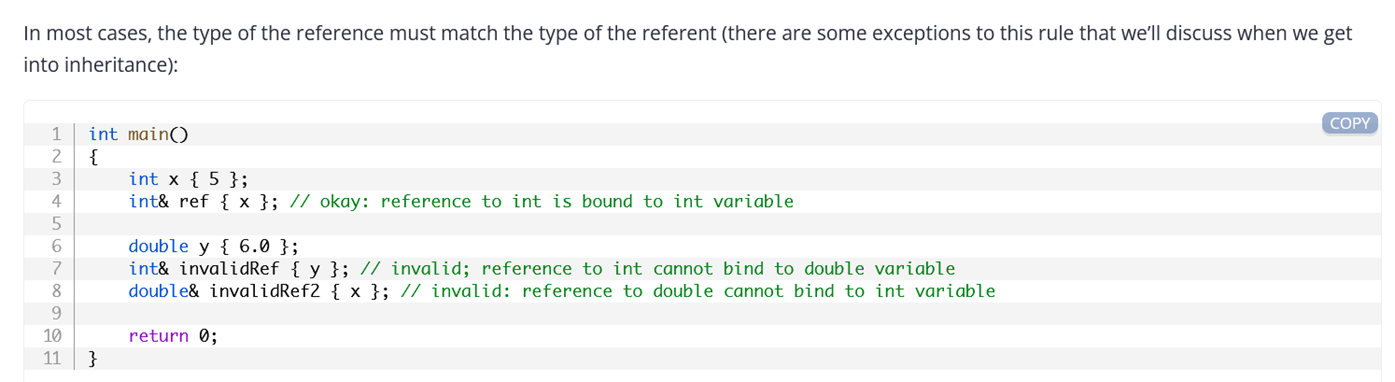 In most cases, the type of the reference must match the type of the referent (there are some exceptions to this rule that we’ll discuss when we get
into inheritance):
COPY
1 int main()
2 {
3     int x { 5 };
4     int& ref { x }; // okay: reference to int is bound to int variable
5
6     double y { 6.0 };
7     int& invalidRef { y }; // invalid; reference to int cannot bind to double variable
8     double& invalidRef2 { x }; // invalid: reference to double cannot bind to int variable
9
10     return 0;
11 }